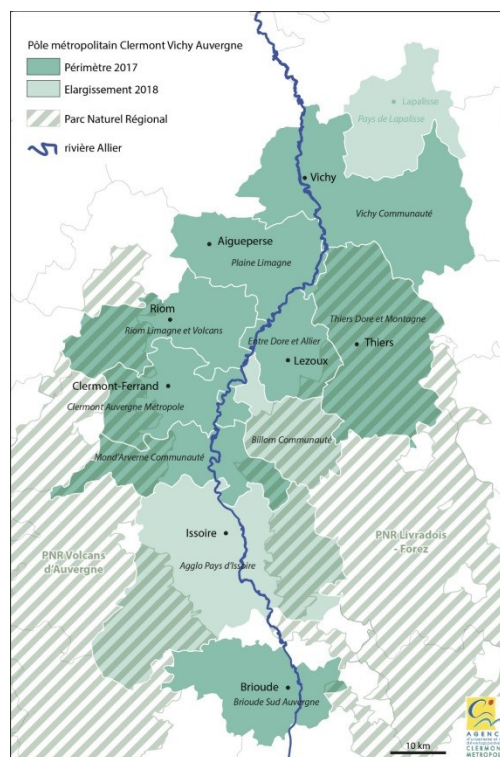 Pôle métropolitain Clermont Vichy Auvergne
Périmètre 2017
Elargissement 2018
Parc Naturel Régional
rivière Allier
Lapalisse
Pays de Lapalisse
Vichy
Vichy Communauté
Aigueperse
Plaine Limagne
Riom
Riom Limagne et Volcans
Thiers Dore et Montagne
Entre Dore et Allier
Thiers
Lezoux
Clermont-Ferrand
Clermont Auvergne Métropole
Billom Communauté
Mond'Arverne Communauté
Issoire
PNR Volcans
d'Auvergne
PNR Livradois
- Forez
Agglo Pays d'Issoire
Brioude
Brioude Sud Auvergne
10 km
AGENCE
CLERMONT
METROPOLE